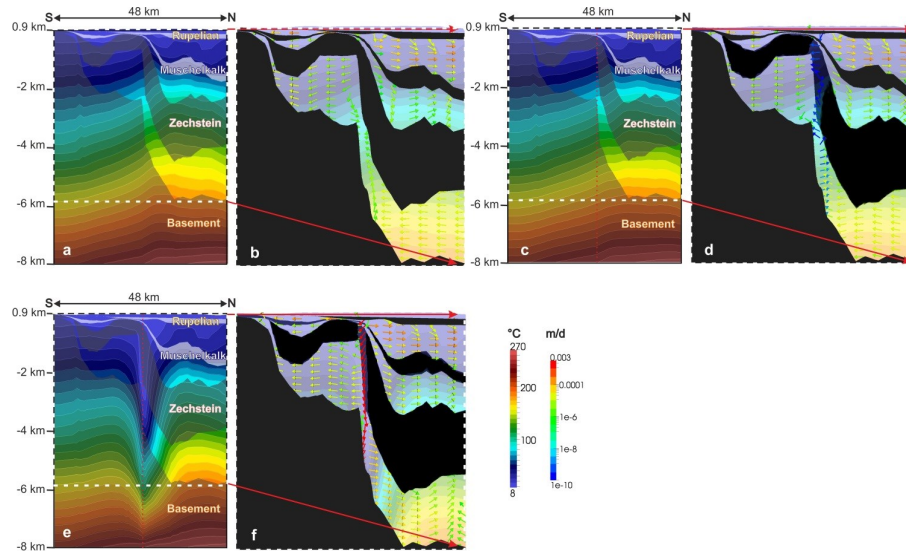 S 48 km N
0.9 km
-2 km
-4 km
-6 km
-8 km
Rupelian
Muschelkalk
Zechstein
Basement
a
b
S 48 km N
0.9 km
-2 km
-4 km
-6 km
-8 km
Rupelian
Muschelkalk
Zechstein
Basement
c
d
S 48 km N
0.9 km
-2 km
-4 km
-6 km
-8 km
Rupelian
Muschelkalk
Zechstein
Basement
e
f
°C
270
200
100
8
m/d
0.003
0.0001
1e-6
1e-8
1e-10